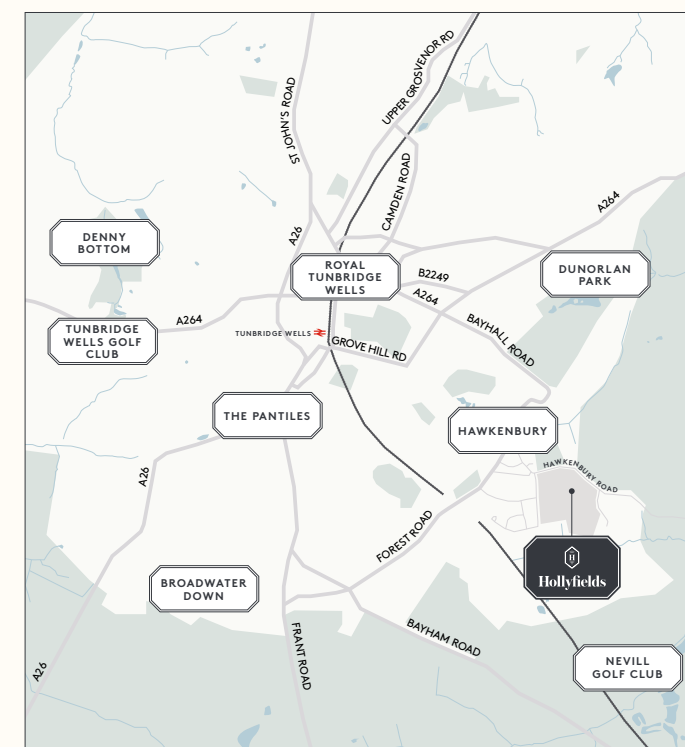 UPPER GROSVENOR RD
ST JOHN'S ROAD
CAMDEN ROAD
A264
A26
DENNY
BOTTOM
ROYAL
TUNBRIDGE
WELLS
B2249
DUNORLAN
PARK
A264
A264
TUNBRIDGE
WELLS GOLF
CLUB
TUNBRIDGE WELLS
GROVE HILL RD
BAYHALL ROAD
THE PANTILES
HAWKENBURY
A26
HAWKENBURY ROAD
FOREST ROAD
H
Hollyfields
BROADWATER
DOWN
FRANT ROAD
BAYHAM ROAD
A26
NEVILL
GOLF CLUB